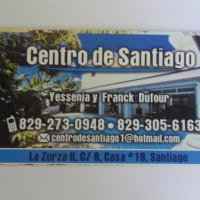 Centro de Santiago
Yessenia y Franck Dufour
829-273-0948 • 829-305-6163
centrodesantiago1@hotmail.com
La Zurza II, C/ 8, Casa # 19, Santiago